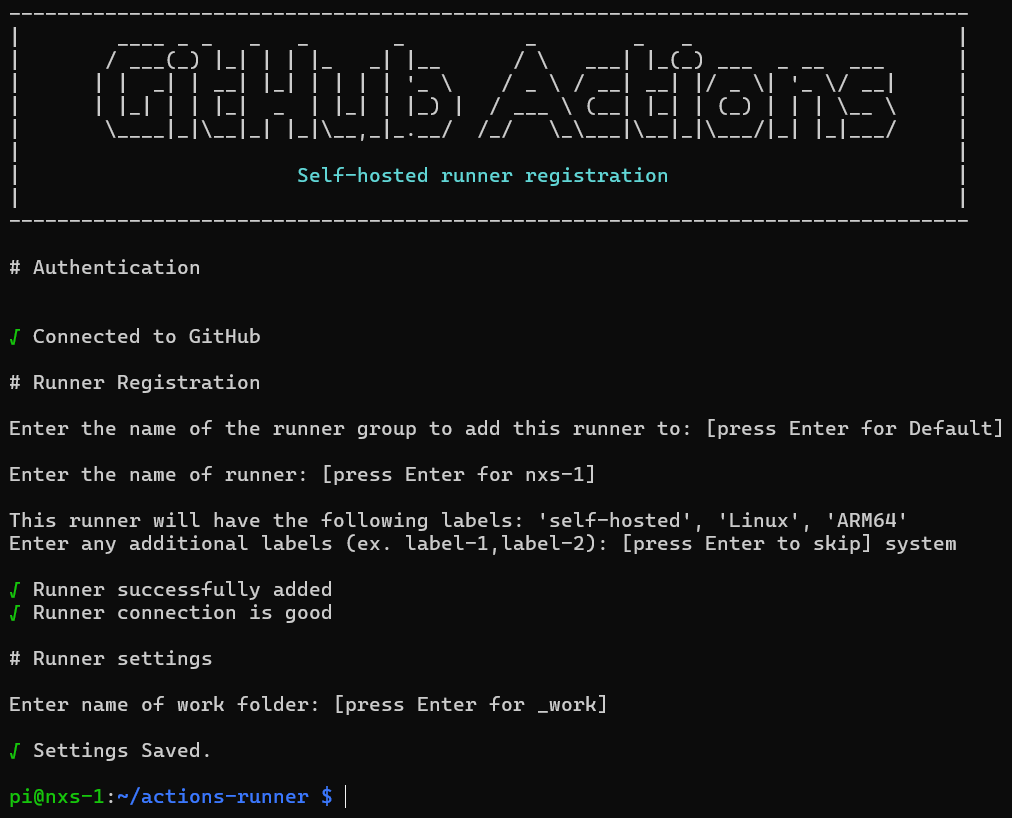 GitHub Actions
Self-hosted runner registration
# Authentication
√ Connected to GitHub
# Runner Registration
Enter the name of the runner group to add this runner to: [press Enter for Default]
Enter the name of runner: [press Enter for nxs-1]
This runner will have the following labels: 'self-hosted', 'Linux', 'ARM64'
Enter any additional labels (ex. label-1,label-2): [press Enter to skip] system
√ Runner successfully added
√ Runner connection is good
# Runner settings
Enter name of work folder: [press Enter for _work]
√ Settings Saved.
pi@nxs-1:~/actions-runner $